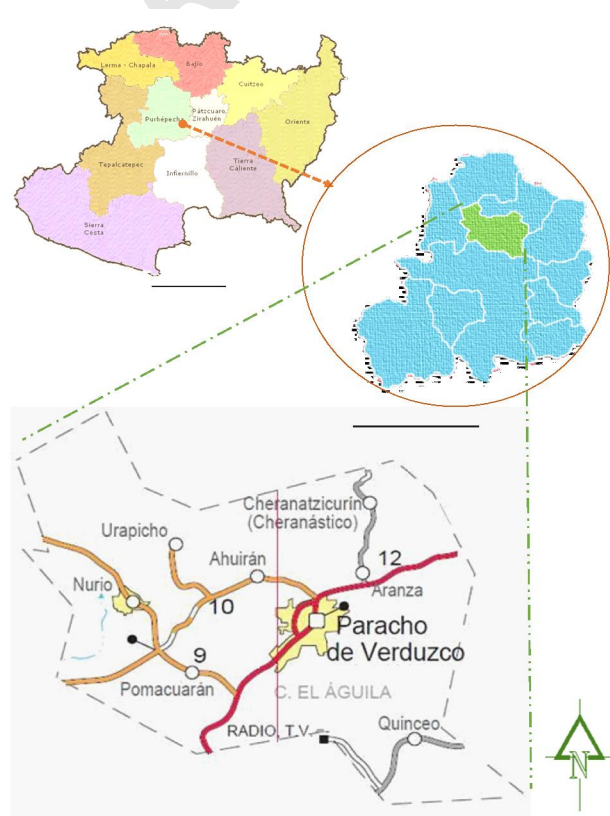 Lerma - Chapala
Bajío
Cuitzeo
Purhépecha
Pátzcuaro
Zirahuén
Oriente
Tepalcatepec
Infiernillo
Tierra
Caliente
Sierra
Costa
Cheranatzicurín
(Cheranástico)
Urapicho
Ahuirán
12
Nurio
Aranza
10
Paracho
de Verduzco
9
Pomacuarán
C. EL ÁGUILA
RADIO, T.V.
Quinceo
N